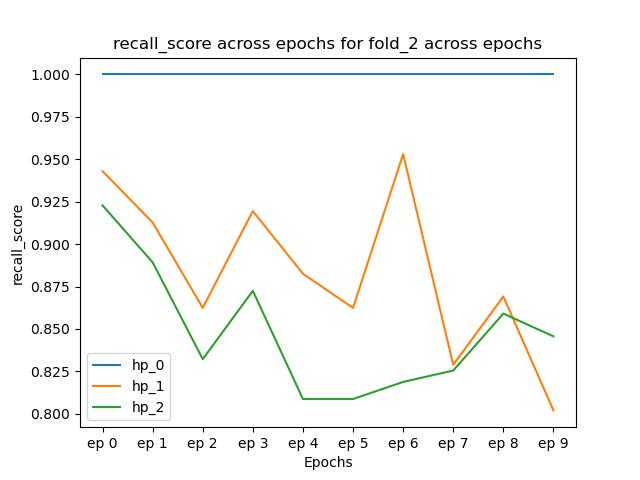 recall_score across epochs for fold_2 across epochs
1.000
0.975
0.950
0.925
0.900
0.875
0.850
0.825
0.800
recall_score
hp_0
hp_1
hp_2
ep 0 ep 1 ep 2 ep 3 ep 4 ep 5 ep 6 ep 7 ep 8 ep 9
Epochs